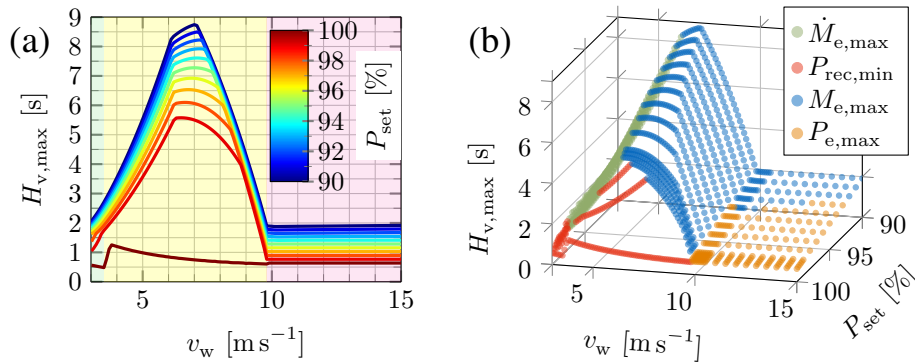 (a)
9
8
7
6
5
4
3
2
1
0
H_v,max [s]
5 10 15
v_w [m s⁻¹]
100
98
96
94
92
90
P_set [%]
(b)
8
6
4
2
0
H_v,max [s]
5 10 15
v_w [m s⁻¹]
90
95
100
P_set [%]
Ṁ_e,max
P_rec,min
M_e,max
P_e,max